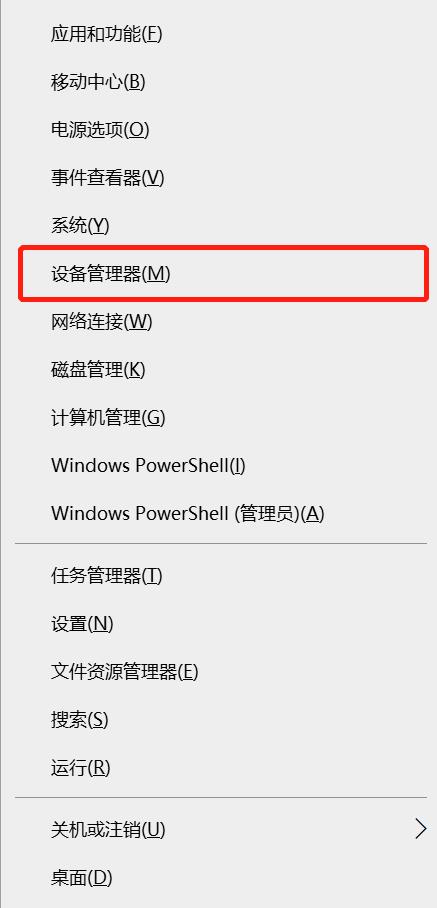 应用和功能(F)
移动中心(B)
电源选项(O)
事件查看器(V)
系统(Y)
设备管理器(M)
网络连接(W)
磁盘管理(K)
计算机管理(G)
Windows PowerShell(I)
Windows PowerShell (管理员)(A)
任务管理器(T)
设置(N)
文件资源管理器(E)
搜索(S)
运行(R)
关机或注销(U)
桌面(D)